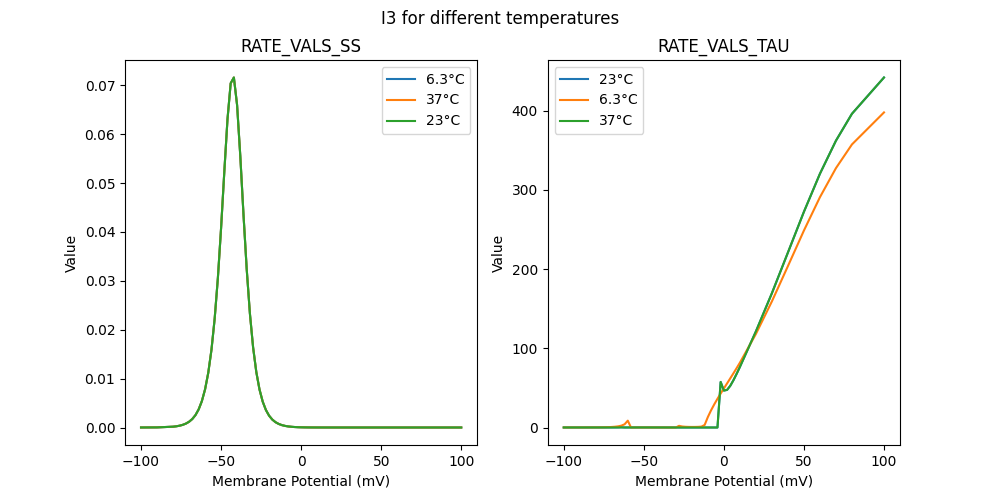 I3 for different temperatures
RATE_VALS_SS
0.07
0.06
0.05
0.04
0.03
0.02
0.01
0.00
Value
6.3°C
37°C
23°C
−100
−50
0
50
100
Membrane Potential (mV)
RATE_VALS_TAU
400
300
200
100
0
Value
23°C
6.3°C
37°C
−100
−50
0
50
100
Membrane Potential (mV)